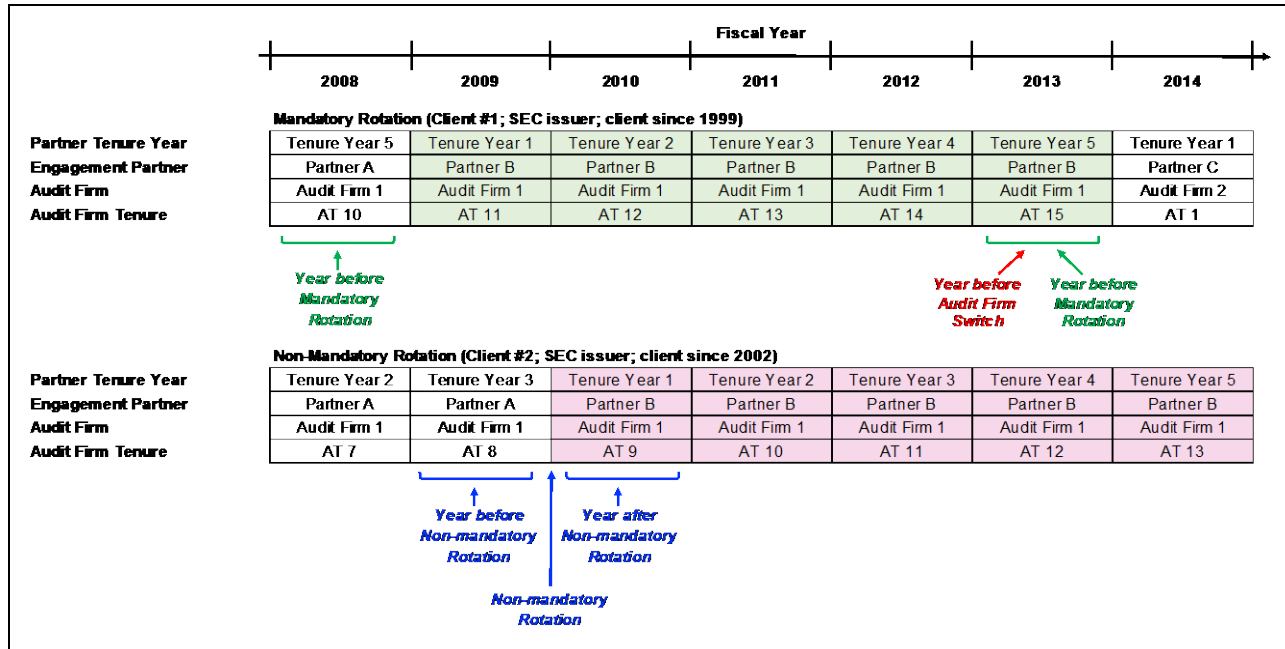 Fiscal Year
2008 2009 2010 2011 2012 2013 2014
Mandatory Rotation (Client #1; SEC issuer; client since 1999)
Partner Tenure Year Tenure Year 5 Tenure Year 1 Tenure Year 2 Tenure Year 3 Tenure Year 4 Tenure Year 5 Tenure Year 1
Engagement Partner Partner A Partner B Partner B Partner B Partner B Partner B Partner C
Audit Firm Audit Firm 1 Audit Firm 1 Audit Firm 1 Audit Firm 1 Audit Firm 1 Audit Firm 1 Audit Firm 2
Audit Firm Tenure AT 10 AT 11 AT 12 AT 13 AT 14 AT 15 AT 1
Year before Mandatory Rotation
Year before Audit Firm Switch
Year before Mandatory Rotation
Non-Mandatory Rotation (Client #2; SEC issuer; client since 2002)
Partner Tenure Year Tenure Year 2 Tenure Year 3 Tenure Year 1 Tenure Year 2 Tenure Year 3 Tenure Year 4 Tenure Year 5
Engagement Partner Partner A Partner A Partner B Partner B Partner B Partner B Partner B
Audit Firm Audit Firm 1 Audit Firm 1 Audit Firm 1 Audit Firm 1 Audit Firm 1 Audit Firm 1 Audit Firm 1
Audit Firm Tenure AT 7 AT 8 AT 9 AT 10 AT 11 AT 12 AT 13
Year before Non-mandatory Rotation
Year after Non-mandatory Rotation
Non-mandatory Rotation